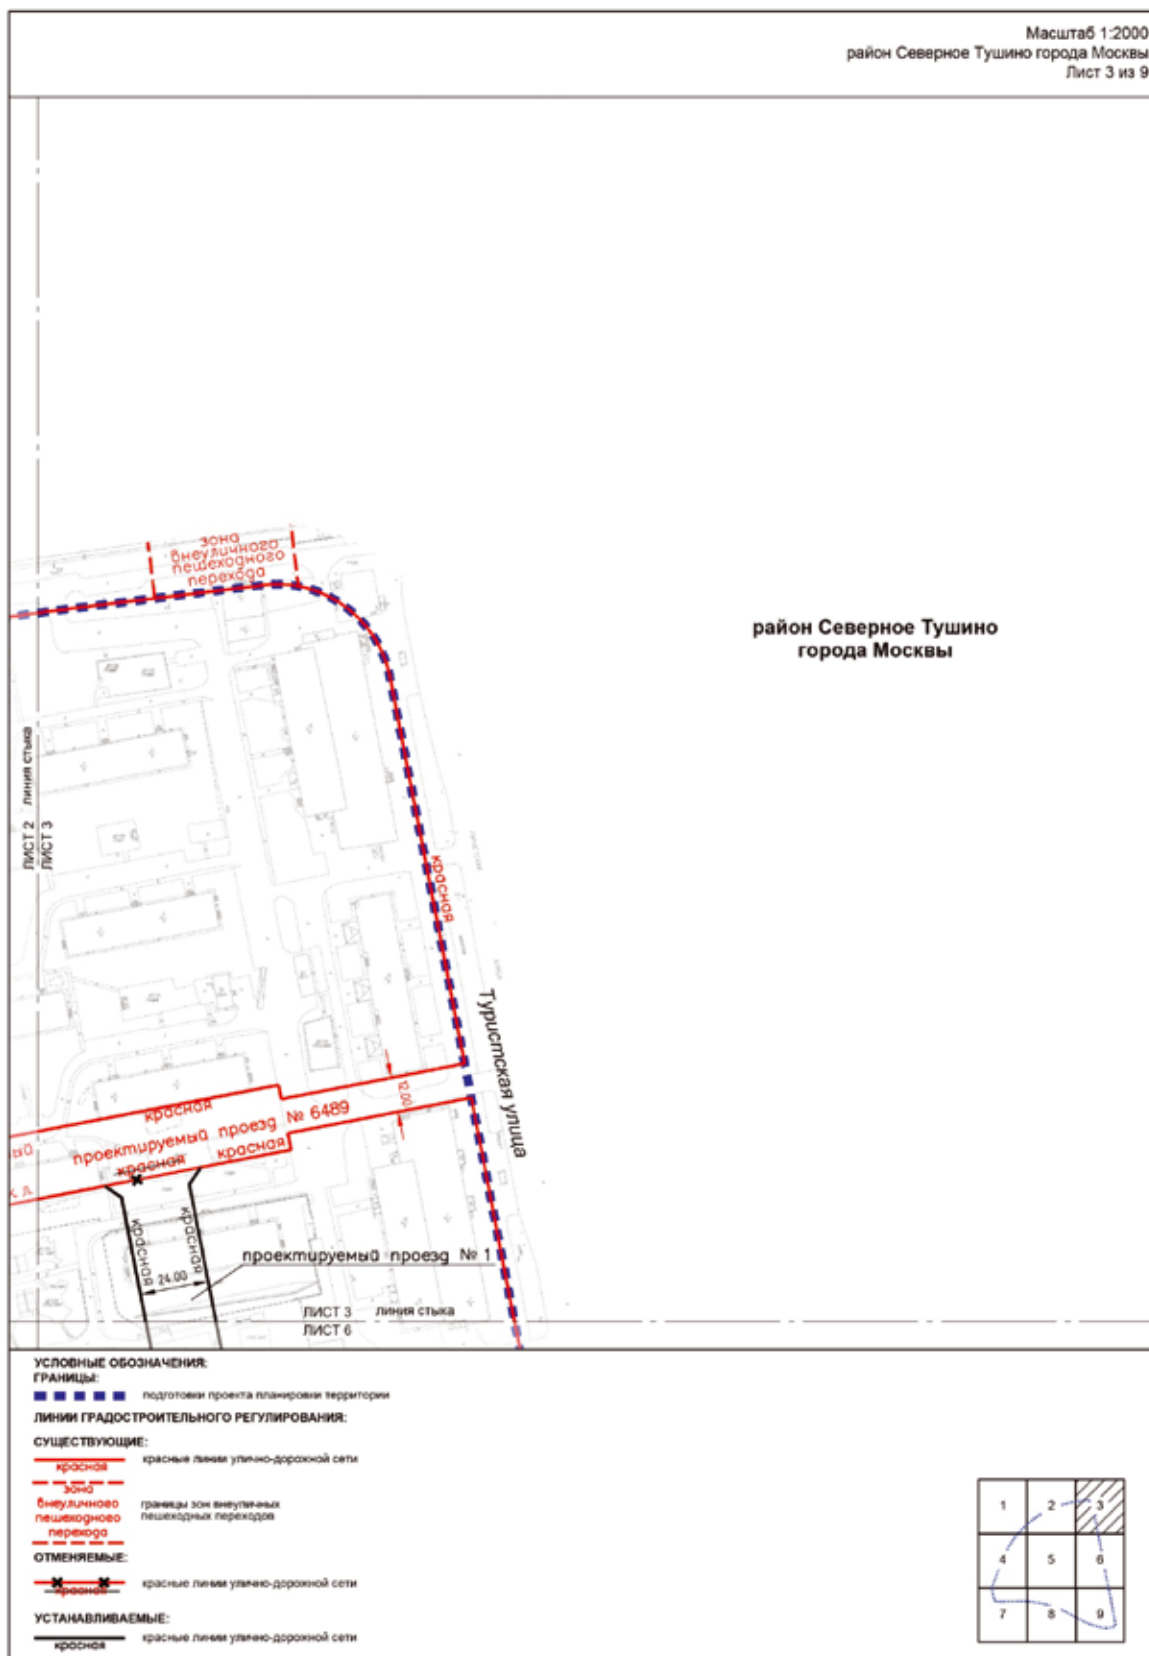 Масштаб 1:2000
район Северное Тушино города Москвы
Лист 3 из 9
зона
внеуличного
пешеходного
перехода
район Северное Тушино
города Москвы
ЛИСТ 2 линия стыка
ЛИСТ 3
красная
Туристская улица
12.00
красная
проектируемый проезд № 6489
красная
красная
ый
к.л.
красная
красная
24.00
проектируемый проезд № 1
ЛИСТ 3 линия стыка
ЛИСТ 6
УСЛОВНЫЕ ОБОЗНАЧЕНИЯ:
ГРАНИЦЫ:
подготовки проекта планировки территории
ЛИНИИ ГРАДОСТРОИТЕЛЬНОГО РЕГУЛИРОВАНИЯ:
СУЩЕСТВУЮЩИЕ:
красная красные линии улично-дорожной сети
зона
внеуличного границы зон внеуличных
пешеходного пешеходных переходов
перехода
ОТМЕНЯЕМЫЕ:
красная красные линии улично-дорожной сети
УСТАНАВЛИВАЕМЫЕ:
красная красные линии улично-дорожной сети
1 2 3
4 5 6
7 8 9